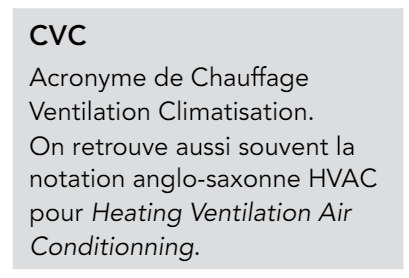 CVC
Acronyme de Chauffage
Ventilation Climatisation.
On retrouve aussi souvent la
notation anglo-saxonne HVAC
pour Heating Ventilation Air
Conditionning.